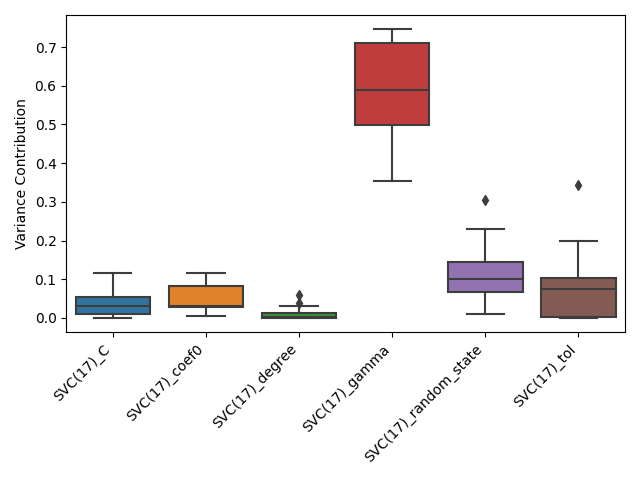 Variance Contribution
0.7
0.6
0.5
0.4
0.3
0.2
0.1
0.0
SVC(17)_C
SVC(17)_coef0
SVC(17)_degree
SVC(17)_gamma
SVC(17)_random_state
SVC(17)_tol